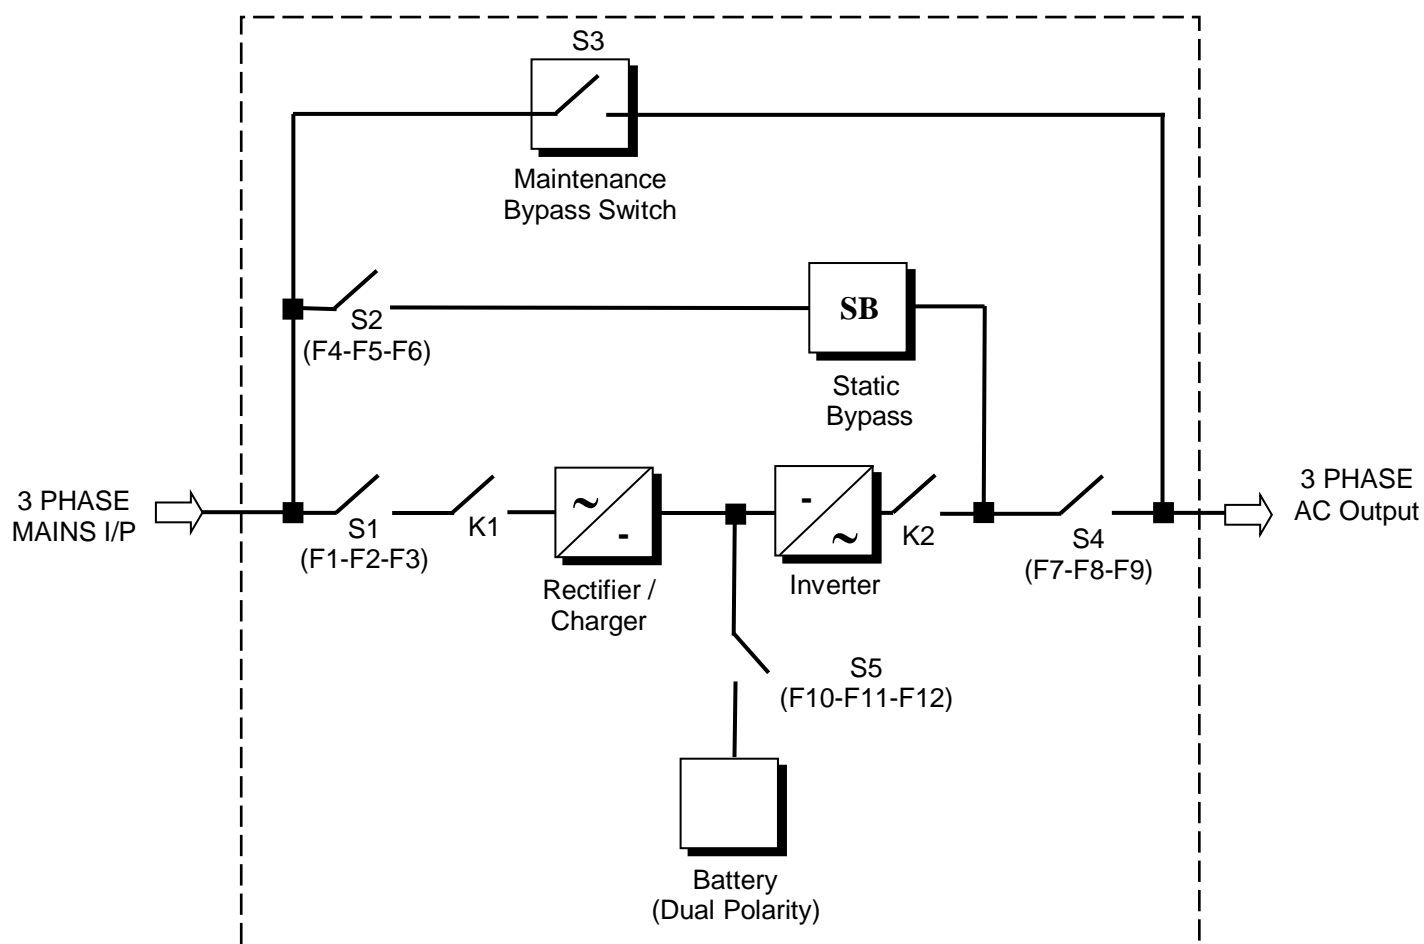 S3
Maintenance
Bypass Switch
S2
(F4-F5-F6)
SB
Static
Bypass
3 PHASE
MAINS I/P
S1
(F1-F2-F3)
K1
~
-
Rectifier /
Charger
-
~
Inverter
K2
S4
(F7-F8-F9)
3 PHASE
AC Output
S5
(F10-F11-F12)
Battery
(Dual Polarity)